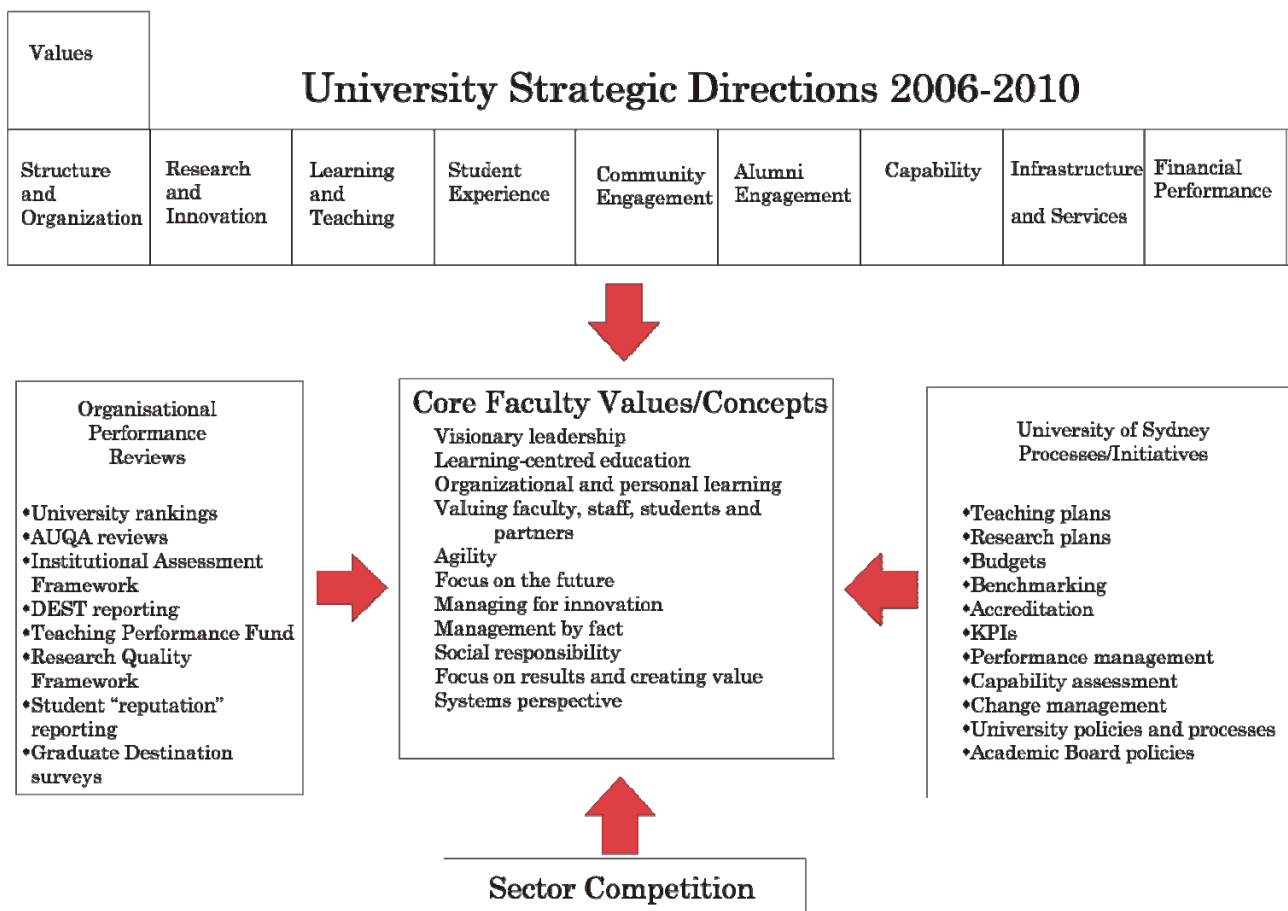 Values
University Strategic Directions 2006-2010
Structure
and
Organization
Research
and
Innovation
Learning
and
Teaching
Student
Experience
Community
Engagement
Alumni
Engagement
Capability
Infrastructure
and Services
Financial
Performance
Organisational
Performance
Reviews
•University rankings
•AUQA reviews
•Institutional Assessment
Framework
•DEST reporting
•Teaching Performance Fund
•Research Quality
Framework
•Student “reputation”
reporting
•Graduate Destination
surveys
Core Faculty Values/Concepts
Visionary leadership
Learning-centred education
Organizational and personal learning
Valuing faculty, staff, students and
partners
Agility
Focus on the future
Managing for innovation
Management by fact
Social responsibility
Focus on results and creating value
Systems perspective
University of Sydney
Processes/Initiatives
•Teaching plans
•Research plans
•Budgets
•Benchmarking
•Accreditation
•KPIs
•Performance management
•Capability assessment
•Change management
•University policies and processes
•Academic Board policies
Sector Competition